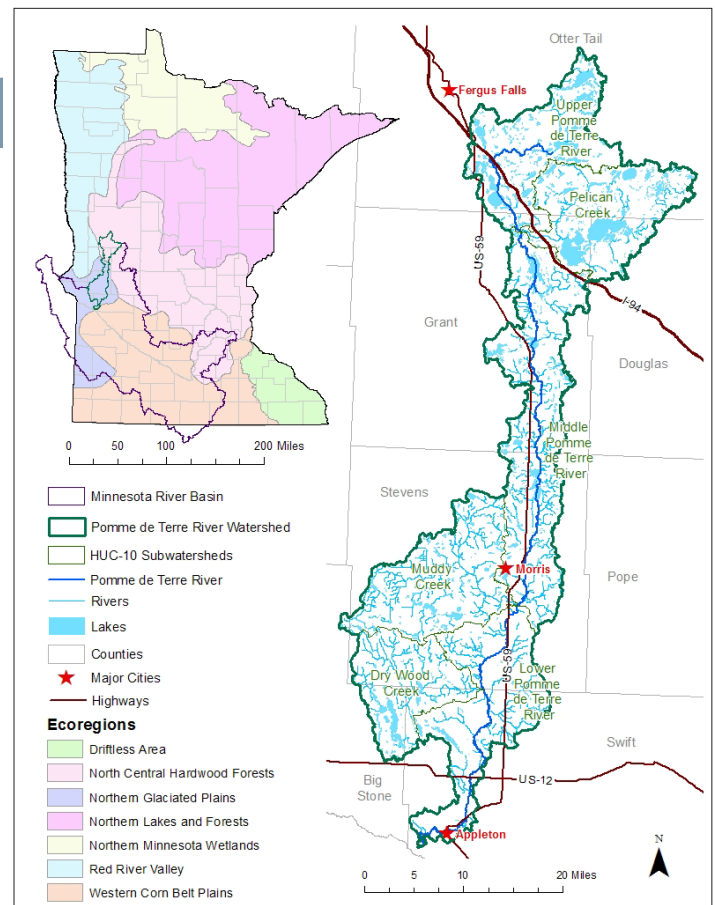 Otter Tail
Fergus Falls
Upper
Pomme
de Terre
River
Pelican
Creek
US-59
I-94
Grant
Douglas
Middle
Pomme
de Terre
River
Stevens
Muddy
Creek
Morris
Pope
Dry Wood
Creek
US-59
Lower
Pomme
de Terre
River
Swift
Big
Stone
US-12
Appleton
N
0 5 10 20 Miles
0 50 100 200 Miles
Minnesota River Basin
Pomme de Terre River Watershed
HUC-10 Subwatersheds
Pomme de Terre River
Rivers
Lakes
Counties
Major Cities
Highways
Ecoregions
Driftless Area
North Central Hardwood Forests
Northern Glaciated Plains
Northern Lakes and Forests
Northern Minnesota Wetlands
Red River Valley
Western Corn Belt Plains